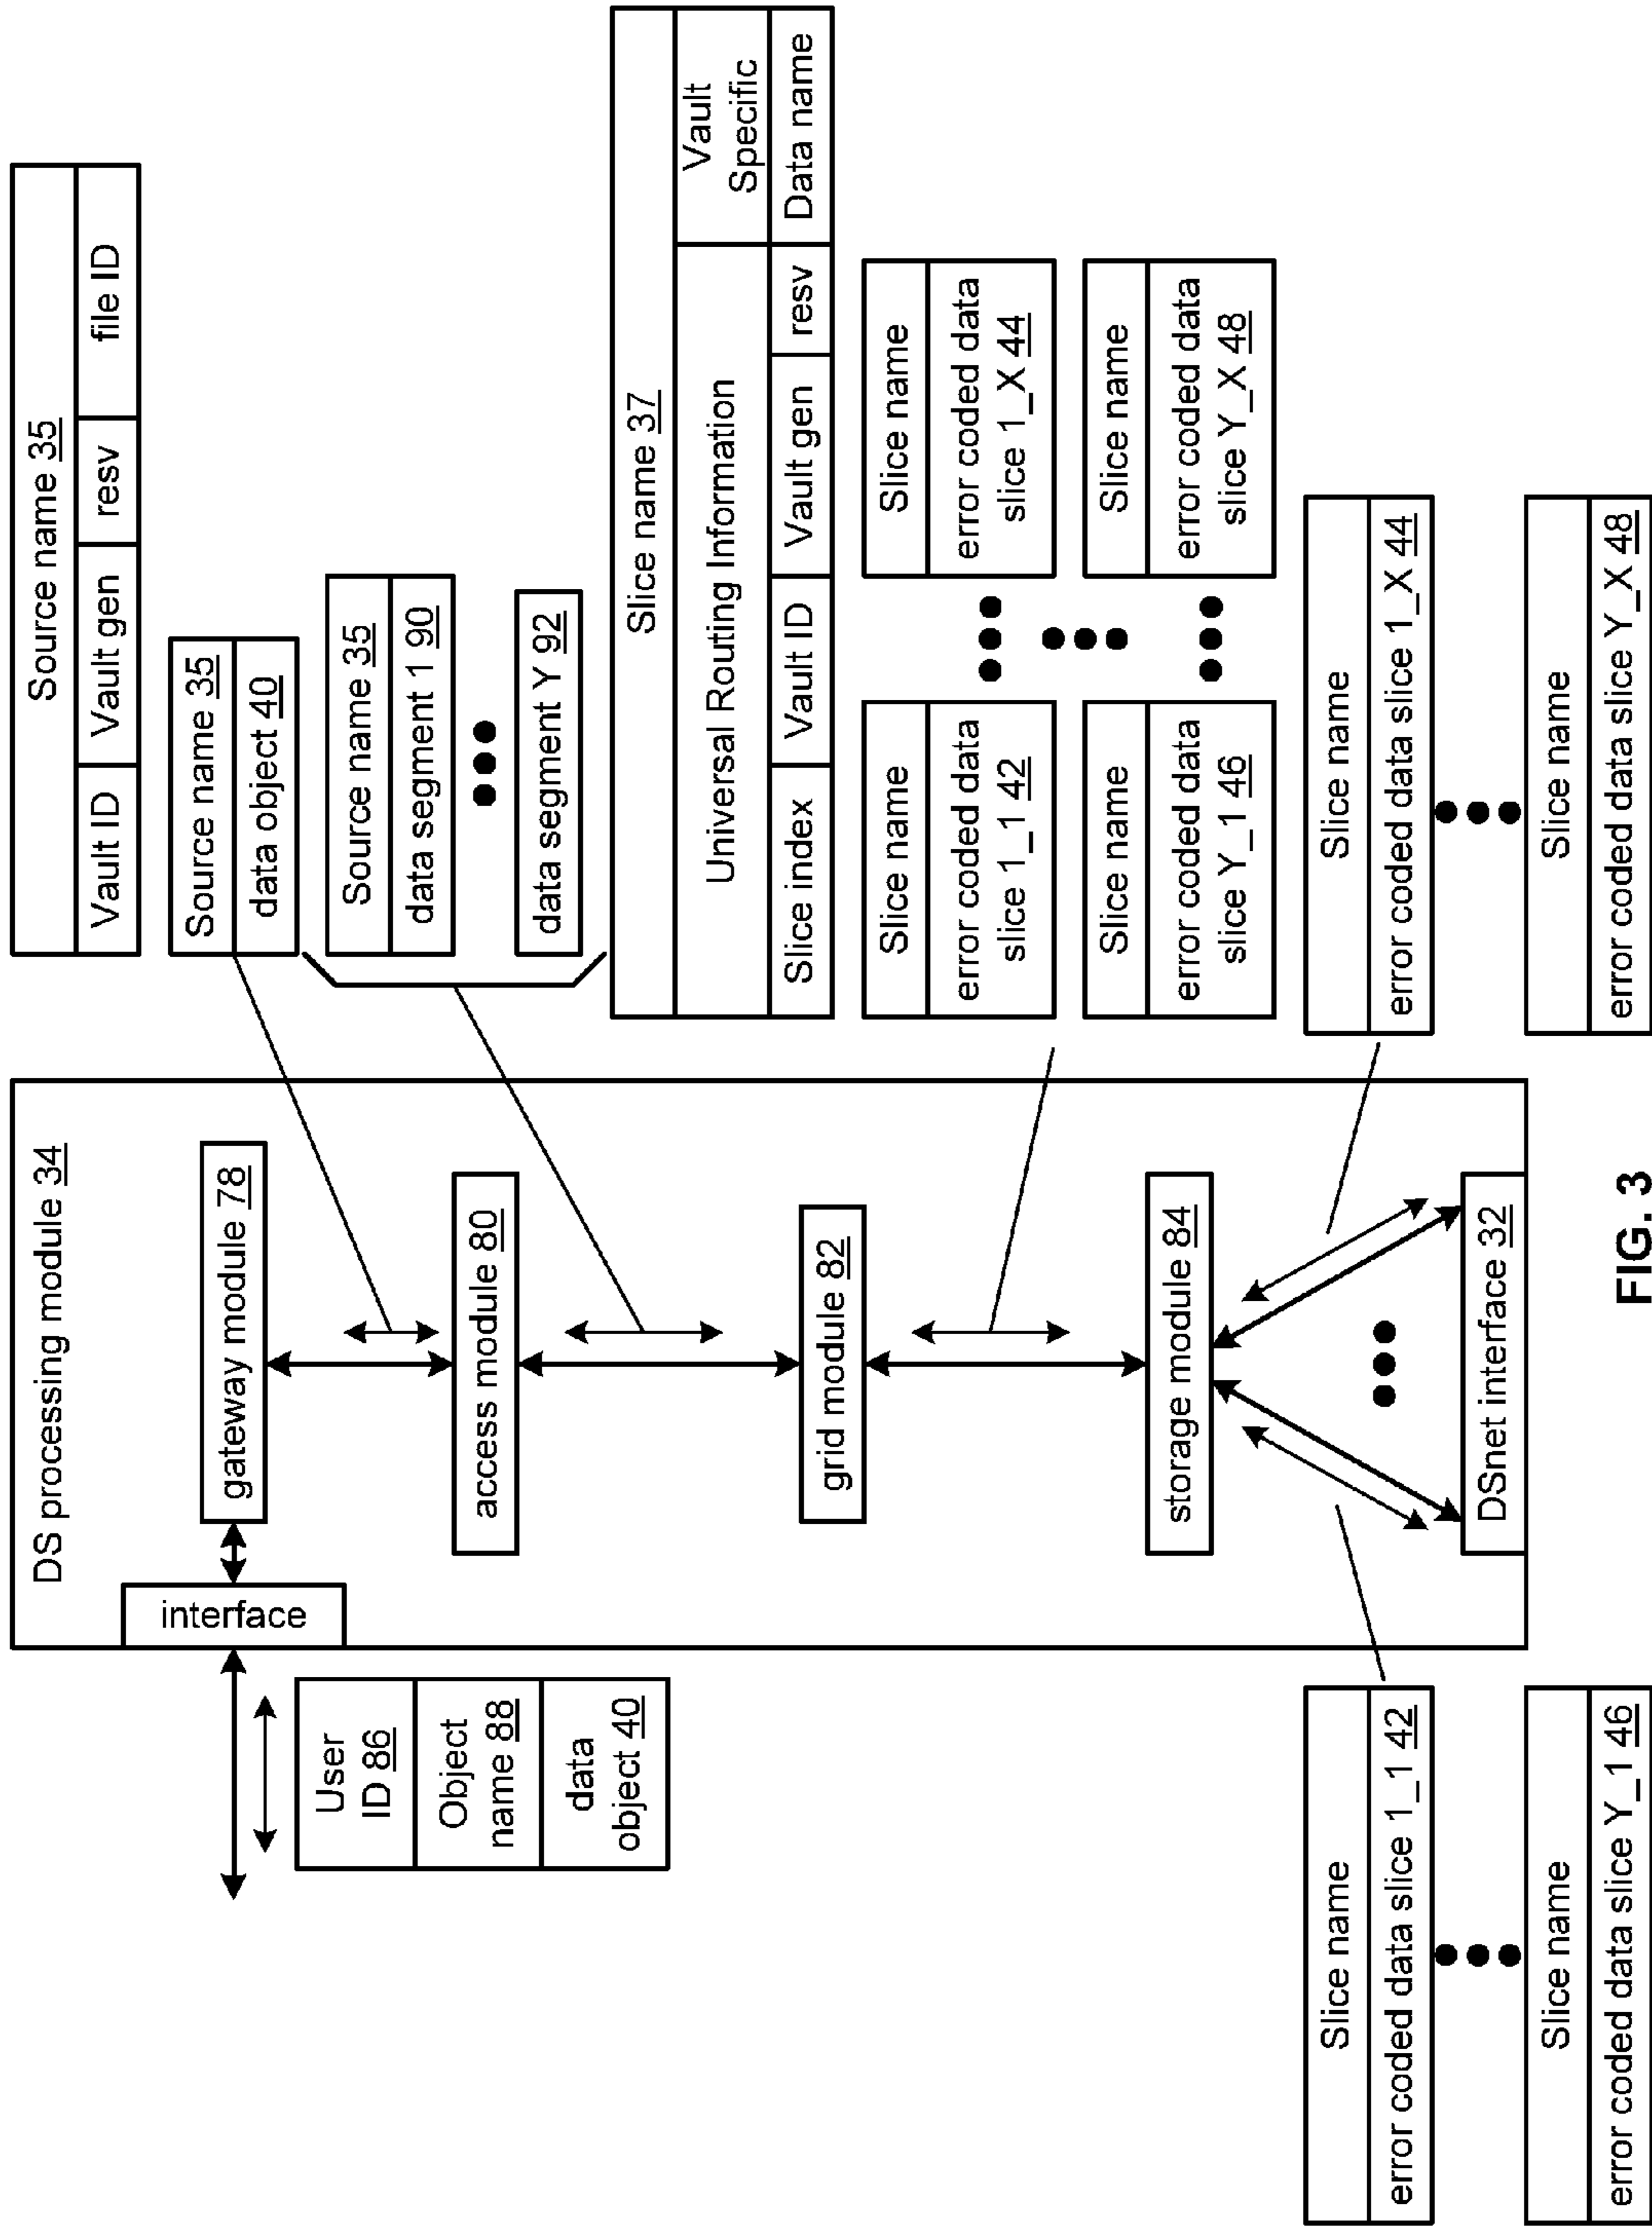 DS processing module 34
interface
gateway module 78
access module 80
grid module 82
storage module 84
DSnet interface 32
User
ID 86
Object
name 88
data
object 40
Source name 35
Vault ID
Vault gen
resv
file ID
Source name 35
data object 40
Source name 35
data segment 1 90
data segment Y 92
Slice name 37
Universal Routing Information
Vault
Specific
Slice index
Vault ID
Vault gen
resv
Data name
Slice name
error coded data
slice 1_1 42
Slice name
error coded data
slice 1_X 44
Slice name
error coded data
slice Y_1 46
Slice name
error coded data
slice Y_X 48
Slice name
error coded data slice 1_1 42
Slice name
error coded data slice Y_1 46
Slice name
error coded data slice 1_X 44
Slice name
error coded data slice Y_X 48
FIG. 3